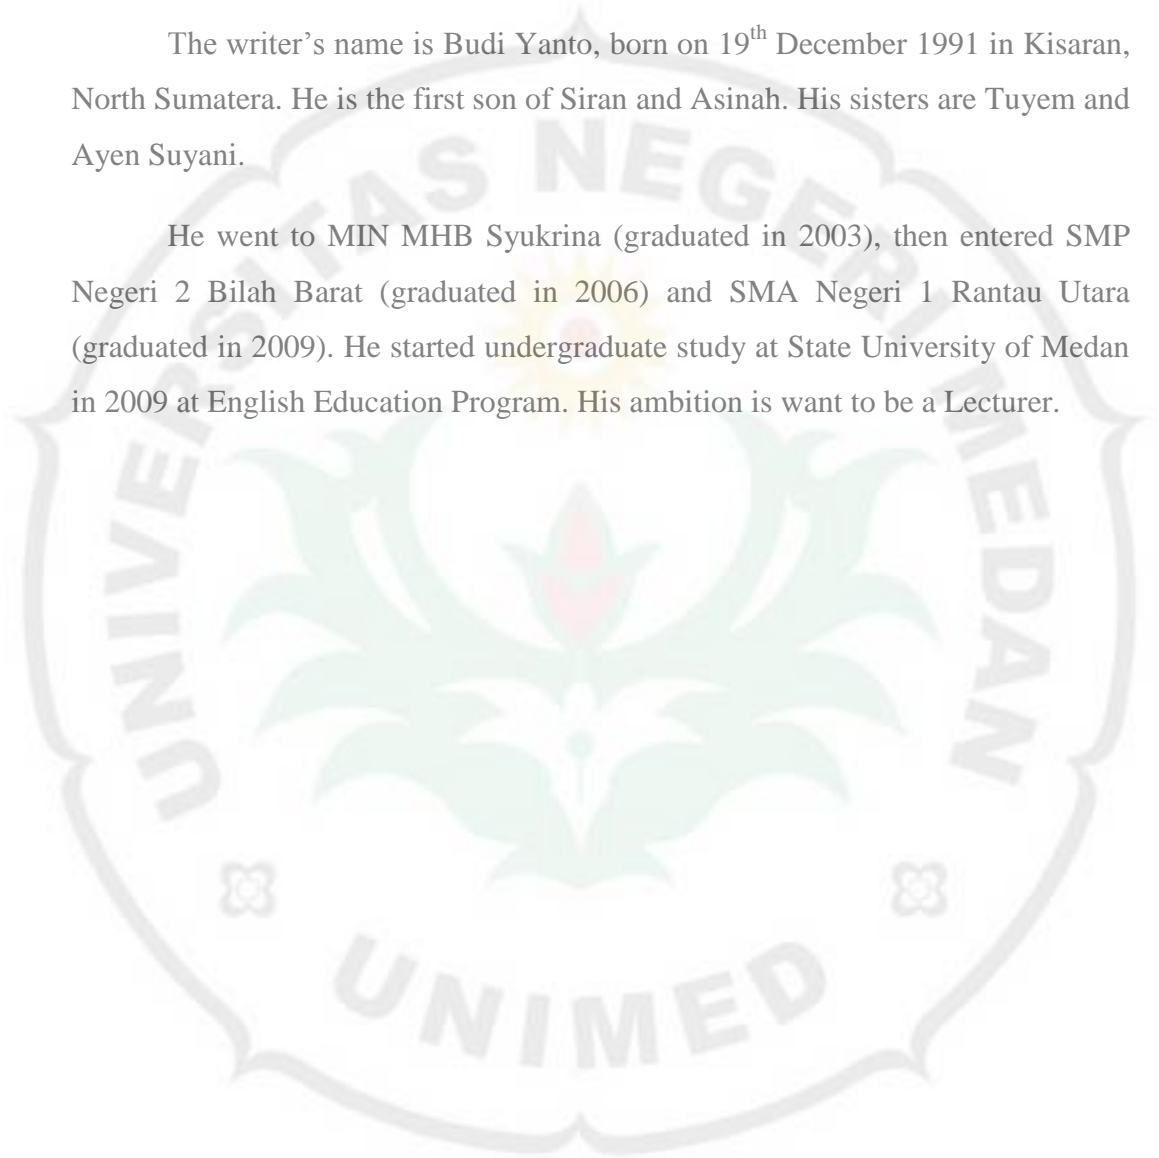 The writer’s name is Budi Yanto, born on 19th December 1991 in Kisaran,
North Sumatera. He is the first son of Siran and Asinah. His sisters are Tuyem and
Ayen Suyani.
He went to MIN MHB Syukrina (graduated in 2003), then entered SMP
Negeri 2 Bilah Barat (graduated in 2006) and SMA Negeri 1 Rantau Utara
(graduated in 2009). He started undergraduate study at State University of Medan
in 2009 at English Education Program. His ambition is want to be a Lecturer.
UNIVERSITAS NEGERI MEDAN
UNIMED